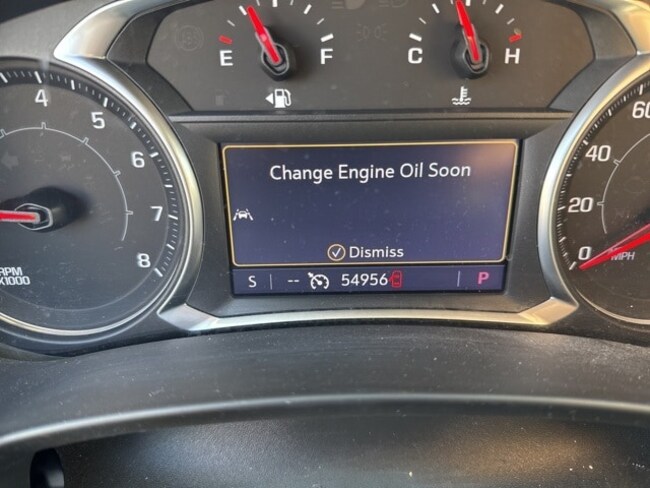 E F
C H
4
5
6
7
8
RPM
X1000
Change Engine Oil Soon
Dismiss
S -- 54956 P
60
40
20
0
MPH